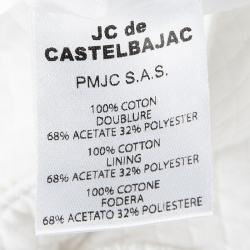 JC de
CASTELBAJAC
PMJC S.A.S.
100% COTON
DOUBLURE
68% ACETATE 32% POLYESTER
100% COTTON
LINING
68% ACETATE 32% POLYESTER
100% COTONE
FODERA
68% ACETATO 32% POLIESTERE